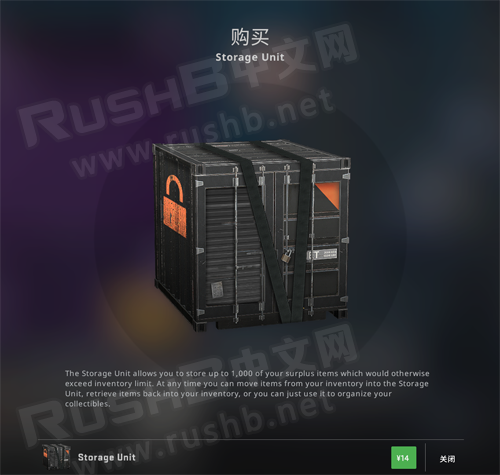 购买
Storage Unit
RushB中文网
www.rushb.net
The Storage Unit allows you to store up to 1,000 of your surplus items which would otherwise
exceed inventory limit. At any time you can move items from your inventory into the Storage
Unit, retrieve items back into your inventory, or you can just use it to organize your
collectibles.
RushB中文网
www.rushb.net
Storage Unit
¥14
关闭